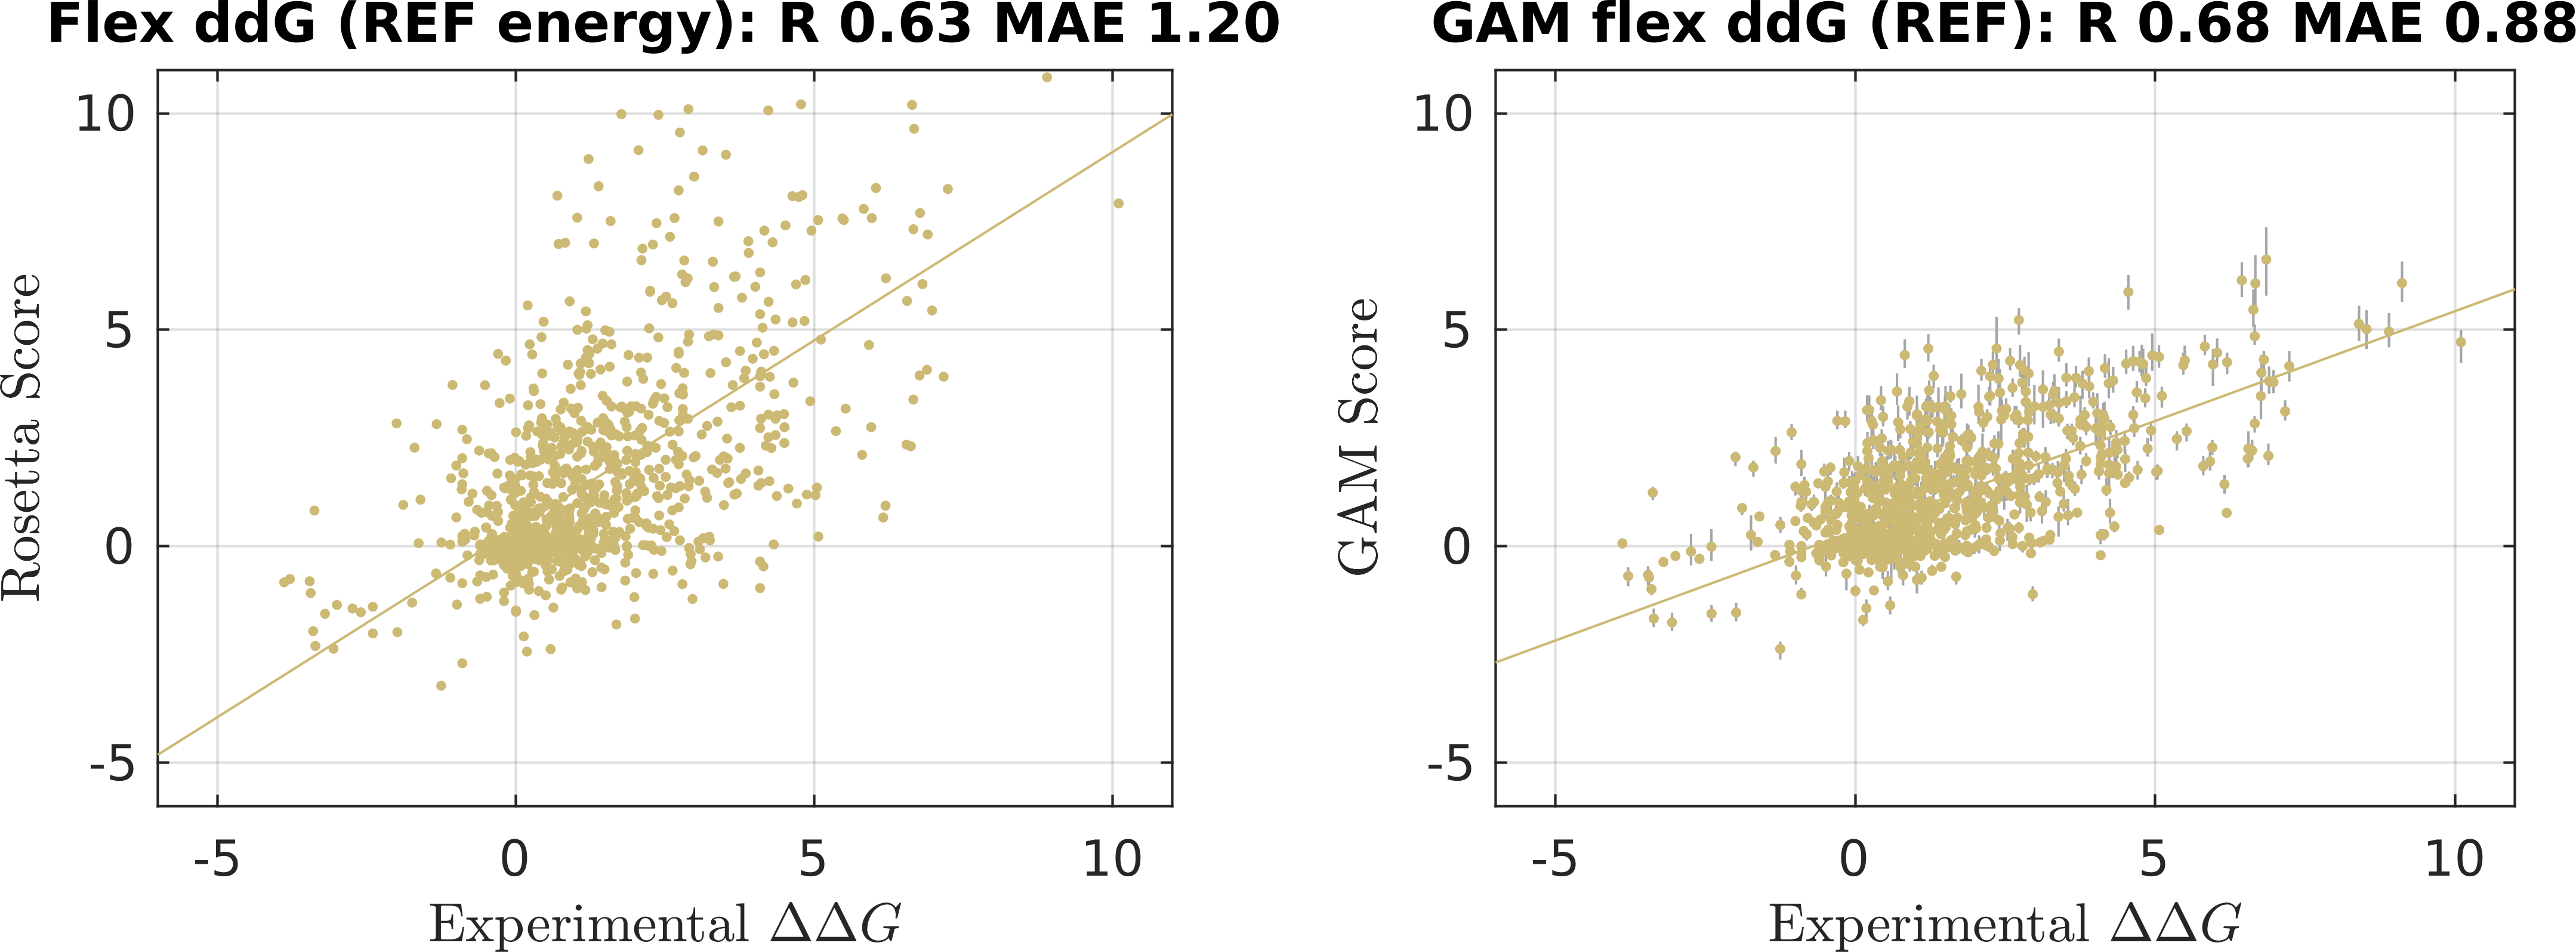 Flex ddG (REF energy): R 0.63 MAE 1.20
10
5
0
-5
-5 0 5 10
Rosetta Score
Experimental ΔΔG
GAM flex ddG (REF): R 0.68 MAE 0.88
10
5
0
-5
-5 0 5 10
GAM Score
Experimental ΔΔG